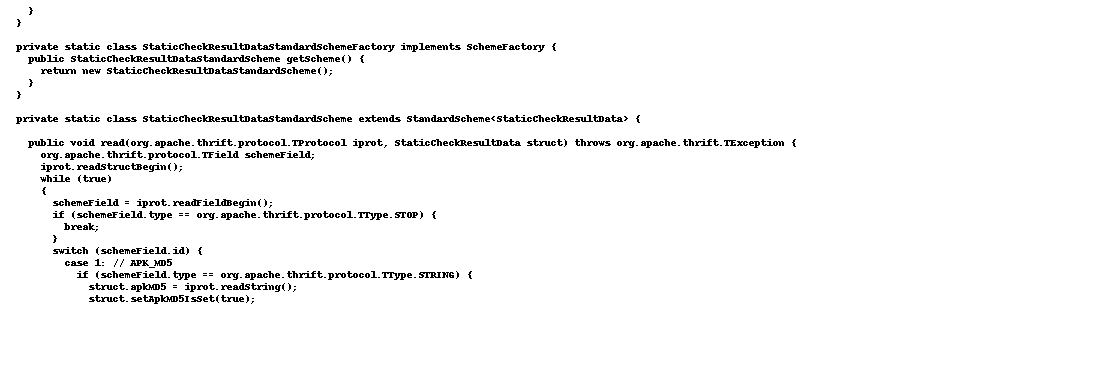 }
}
private static class StaticCheckResultDataStandardSchemeFactory implements SchemeFactory {
public StaticCheckResultDataStandardScheme getScheme() {
return new StaticCheckResultDataStandardScheme();
}
}
private static class StaticCheckResultDataStandardScheme extends StandardScheme<StaticCheckResultData> {
public void read(org.apache.thrift.protocol.TProtocol iprot, StaticCheckResultData struct) throws org.apache.thrift.TException {
org.apache.thrift.protocol.TField schemeField;
iprot.readStructBegin();
while (true)
{
schemeField = iprot.readFieldBegin();
if (schemeField.type == org.apache.thrift.protocol.TType.STOP) {
break;
}
switch (schemeField.id) {
case 1: // APK_MD5
if (schemeField.type == org.apache.thrift.protocol.TType.STRING) {
struct.apkMD5 = iprot.readString();
struct.setApkMD5IsSet(true);